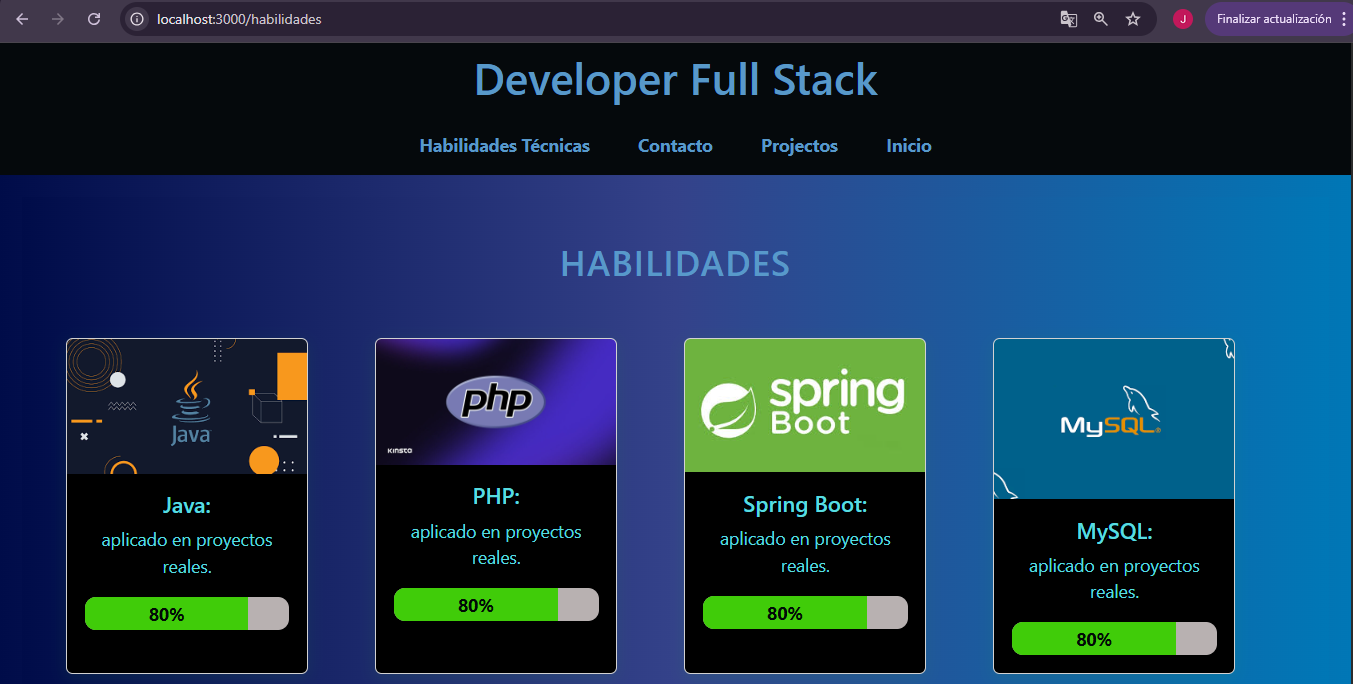 localhost:3000/habilidades
J
Finalizar actualización
Developer Full Stack
Habilidades Técnicas
Contacto
Projectos
Inicio
HABILIDADES
Java
Java:
aplicado en proyectos
reales.
80%
php
KINSTA
PHP:
aplicado en proyectos
reales.
80%
spring
Boot
Spring Boot:
aplicado en proyectos
reales.
80%
MySQL®
MySQL:
aplicado en proyectos
reales.
80%